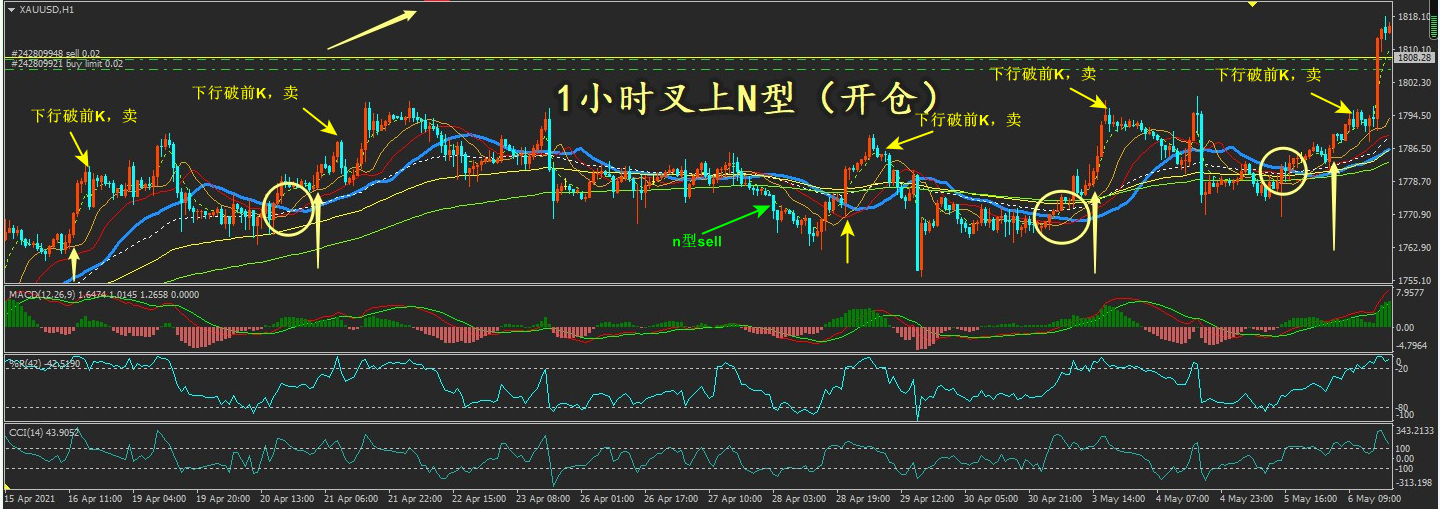 XAUUSD,H1
#242809948 sell 0.02
#242809921 buy limit 0.02
下行破前K，卖
下行破前K，卖
1小时叉上N型（开仓）
下行破前K，卖
下行破前K，卖
下行破前K，卖
n型sell
1818.10
1810.10
1808.28
1802.30
1794.50
1786.50
1778.70
1770.90
1762.90
1755.10
MACD(12,26,9) 1.6474 1.0145 1.2658 0.0000
7.9577
0.00
-4.7964
%R(42) -42.5190
0
-20
-80
-100
CCI(14) 43.9052
343.2133
100
0.00
-100
-313.198
15 Apr 2021
16 Apr 11:00
19 Apr 04:00
19 Apr 20:00
20 Apr 13:00
21 Apr 06:00
21 Apr 22:00
22 Apr 15:00
23 Apr 08:00
26 Apr 01:00
26 Apr 17:00
27 Apr 10:00
28 Apr 03:00
28 Apr 19:00
29 Apr 12:00
30 Apr 05:00
30 Apr 21:00
3 May 14:00
4 May 07:00
4 May 23:00
5 May 16:00
6 May 09:00